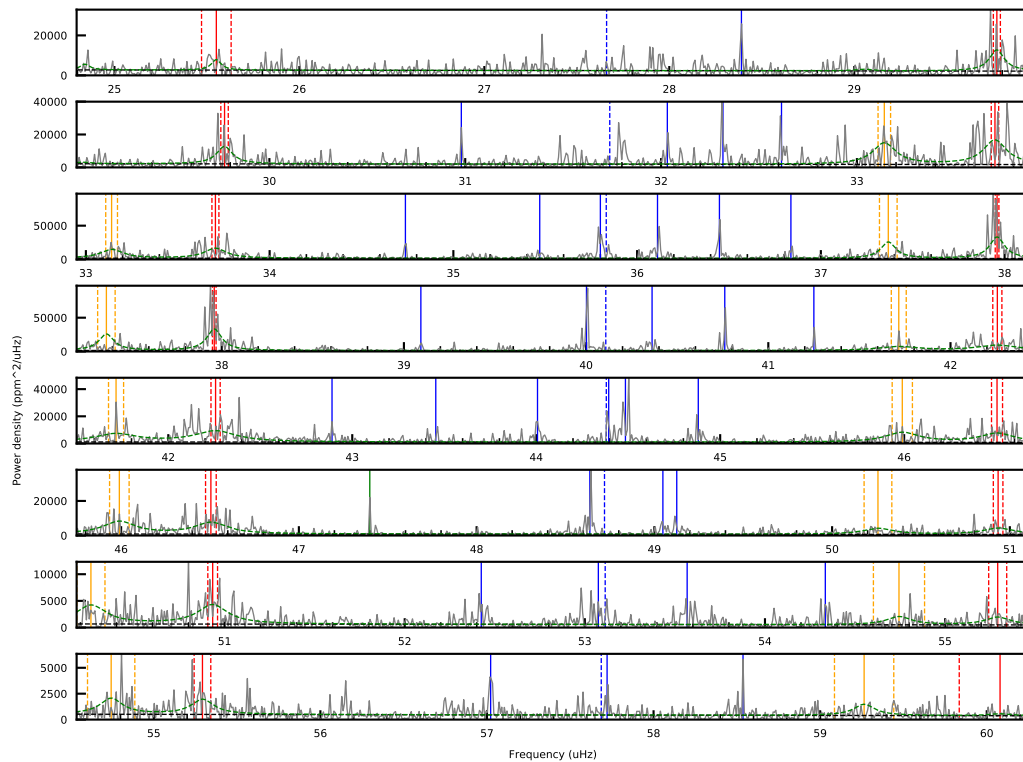 20000
0
25 26 27 28 29
40000
20000
0
30 31 32 33
50000
0
33 34 35 36 37 38
50000
0
38 39 40 41 42
40000
20000
0
42 43 44 45 46
Power density (ppm^2/uHz)
20000
0
46 47 48 49 50 51
10000
5000
0
51 52 53 54 55
5000
2500
0
55 56 57 58 59 60
Frequency (uHz)